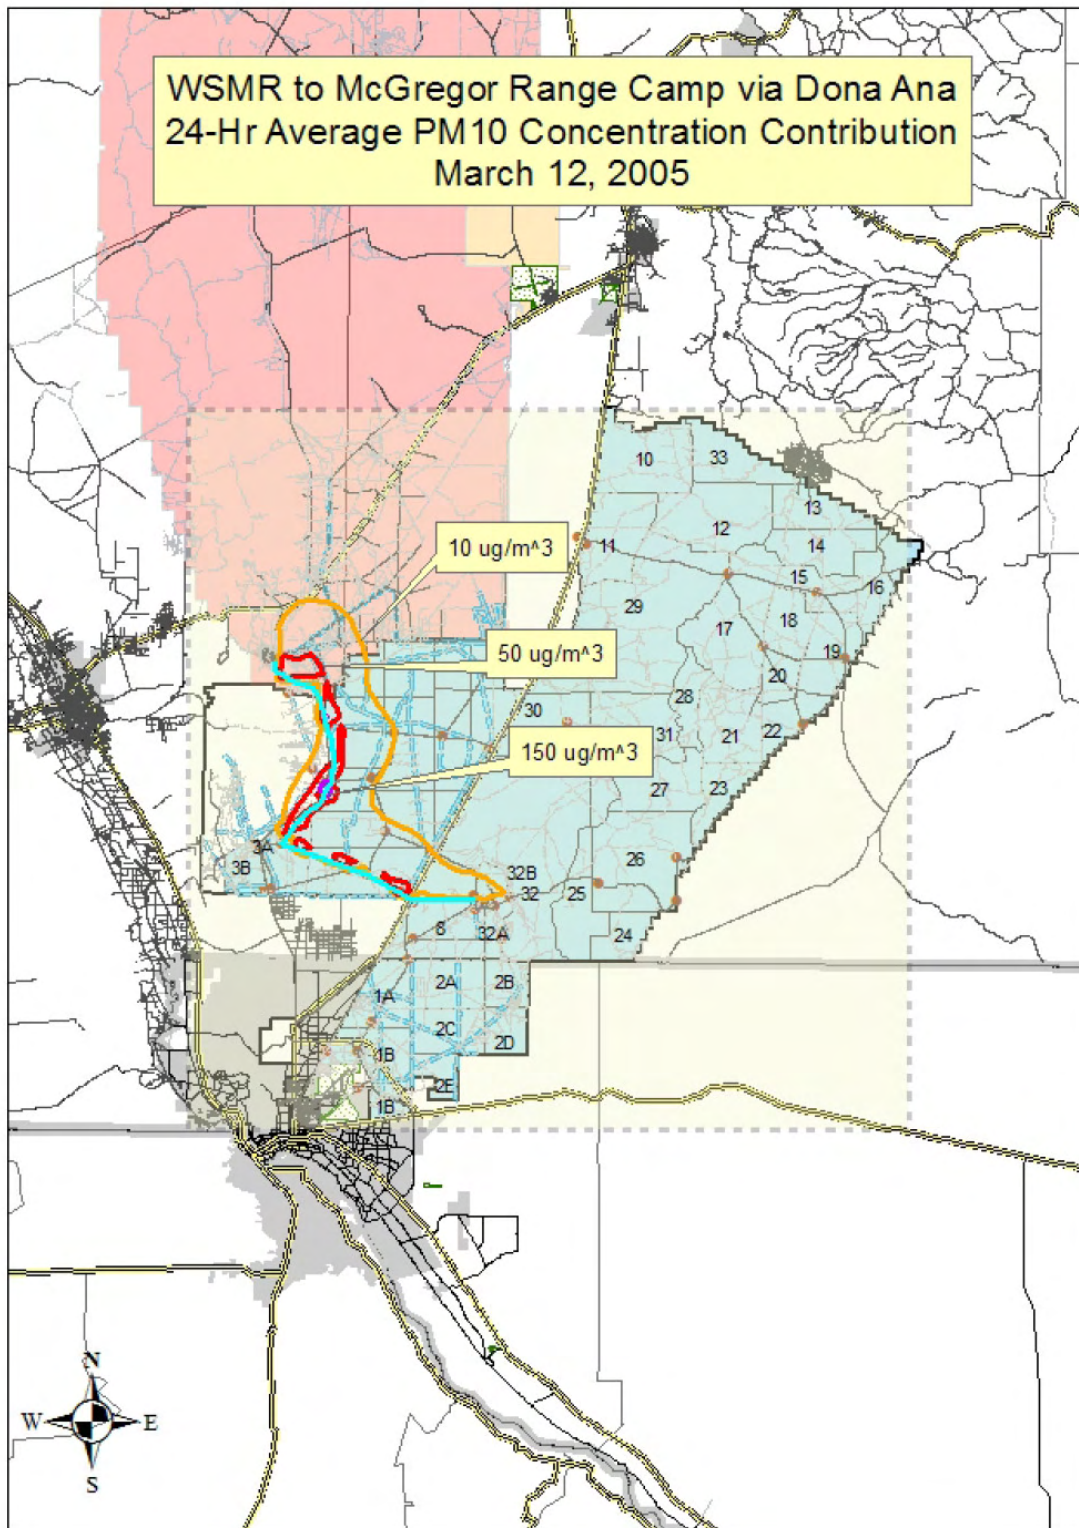 WSMR to McGregor Range Camp via Dona Ana
24-Hr Average PM10 Concentration Contribution
March 12, 2005
10
33
13
12
14
11
10 ug/m^3
15
16
29
18
17
50 ug/m^3
19
20
28
30
22
31
21
150 ug/m^3
27
23
3A
26
3B
32B
25
32
8
32A
24
2A
2B
1A
2C
2D
1B
2E
1B
N
W
E
S